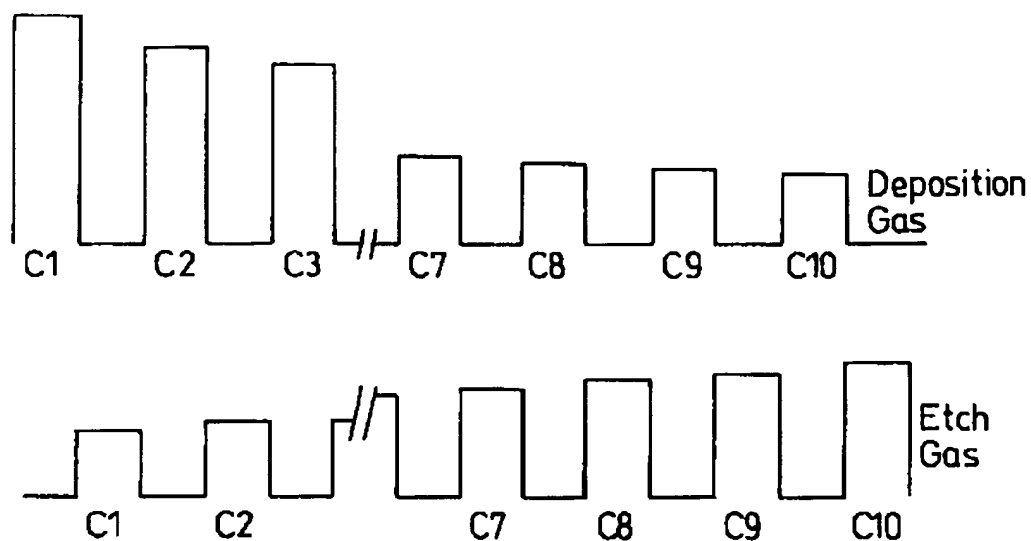 Deposition
Gas
C1 C2 C3 C7 C8 C9 C10
Etch
Gas
C1 C2 C7 C8 C9 C10